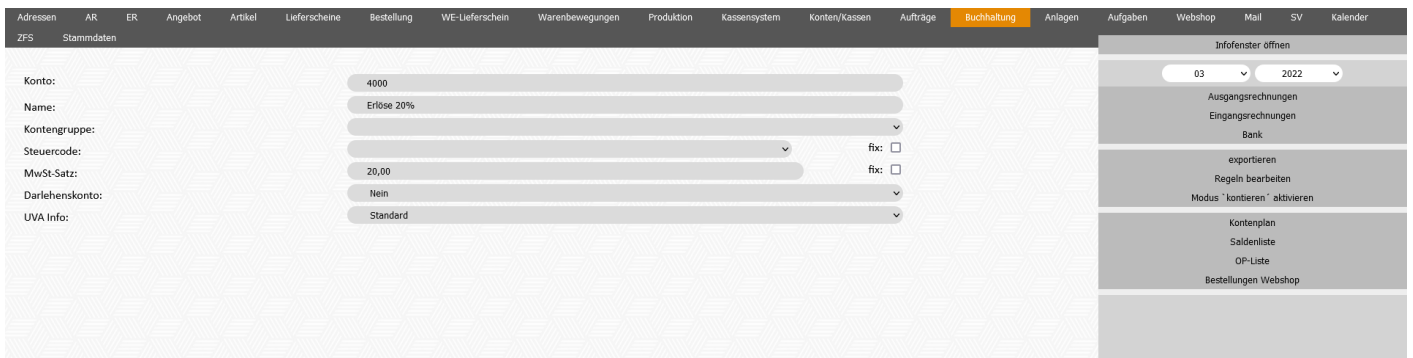 Adressen AR ER Angebot Artikel Lieferscheine Bestellung WE-Lieferschein Warenbewegungen Produktion Kassensystem Konten/Kassen Aufträge Buchhaltung Anlagen Aufgaben Webshop Mail SV Kalender
ZFS Stammdaten
Konto: 4000
Name: Erlöse 20%
Kontengruppe:
Steuercode: fix:
MwSt-Satz: 20,00 fix:
Darlehenskonto: Nein
UVA Info: Standard
Infofenster öffnen
03 2022
Ausgangsrechnungen
Eingangsrechnungen
Bank
exportieren
Regeln bearbeiten
Modus ´kontieren´ aktivieren
Kontenplan
Saldenliste
OP-Liste
Bestellungen Webshop